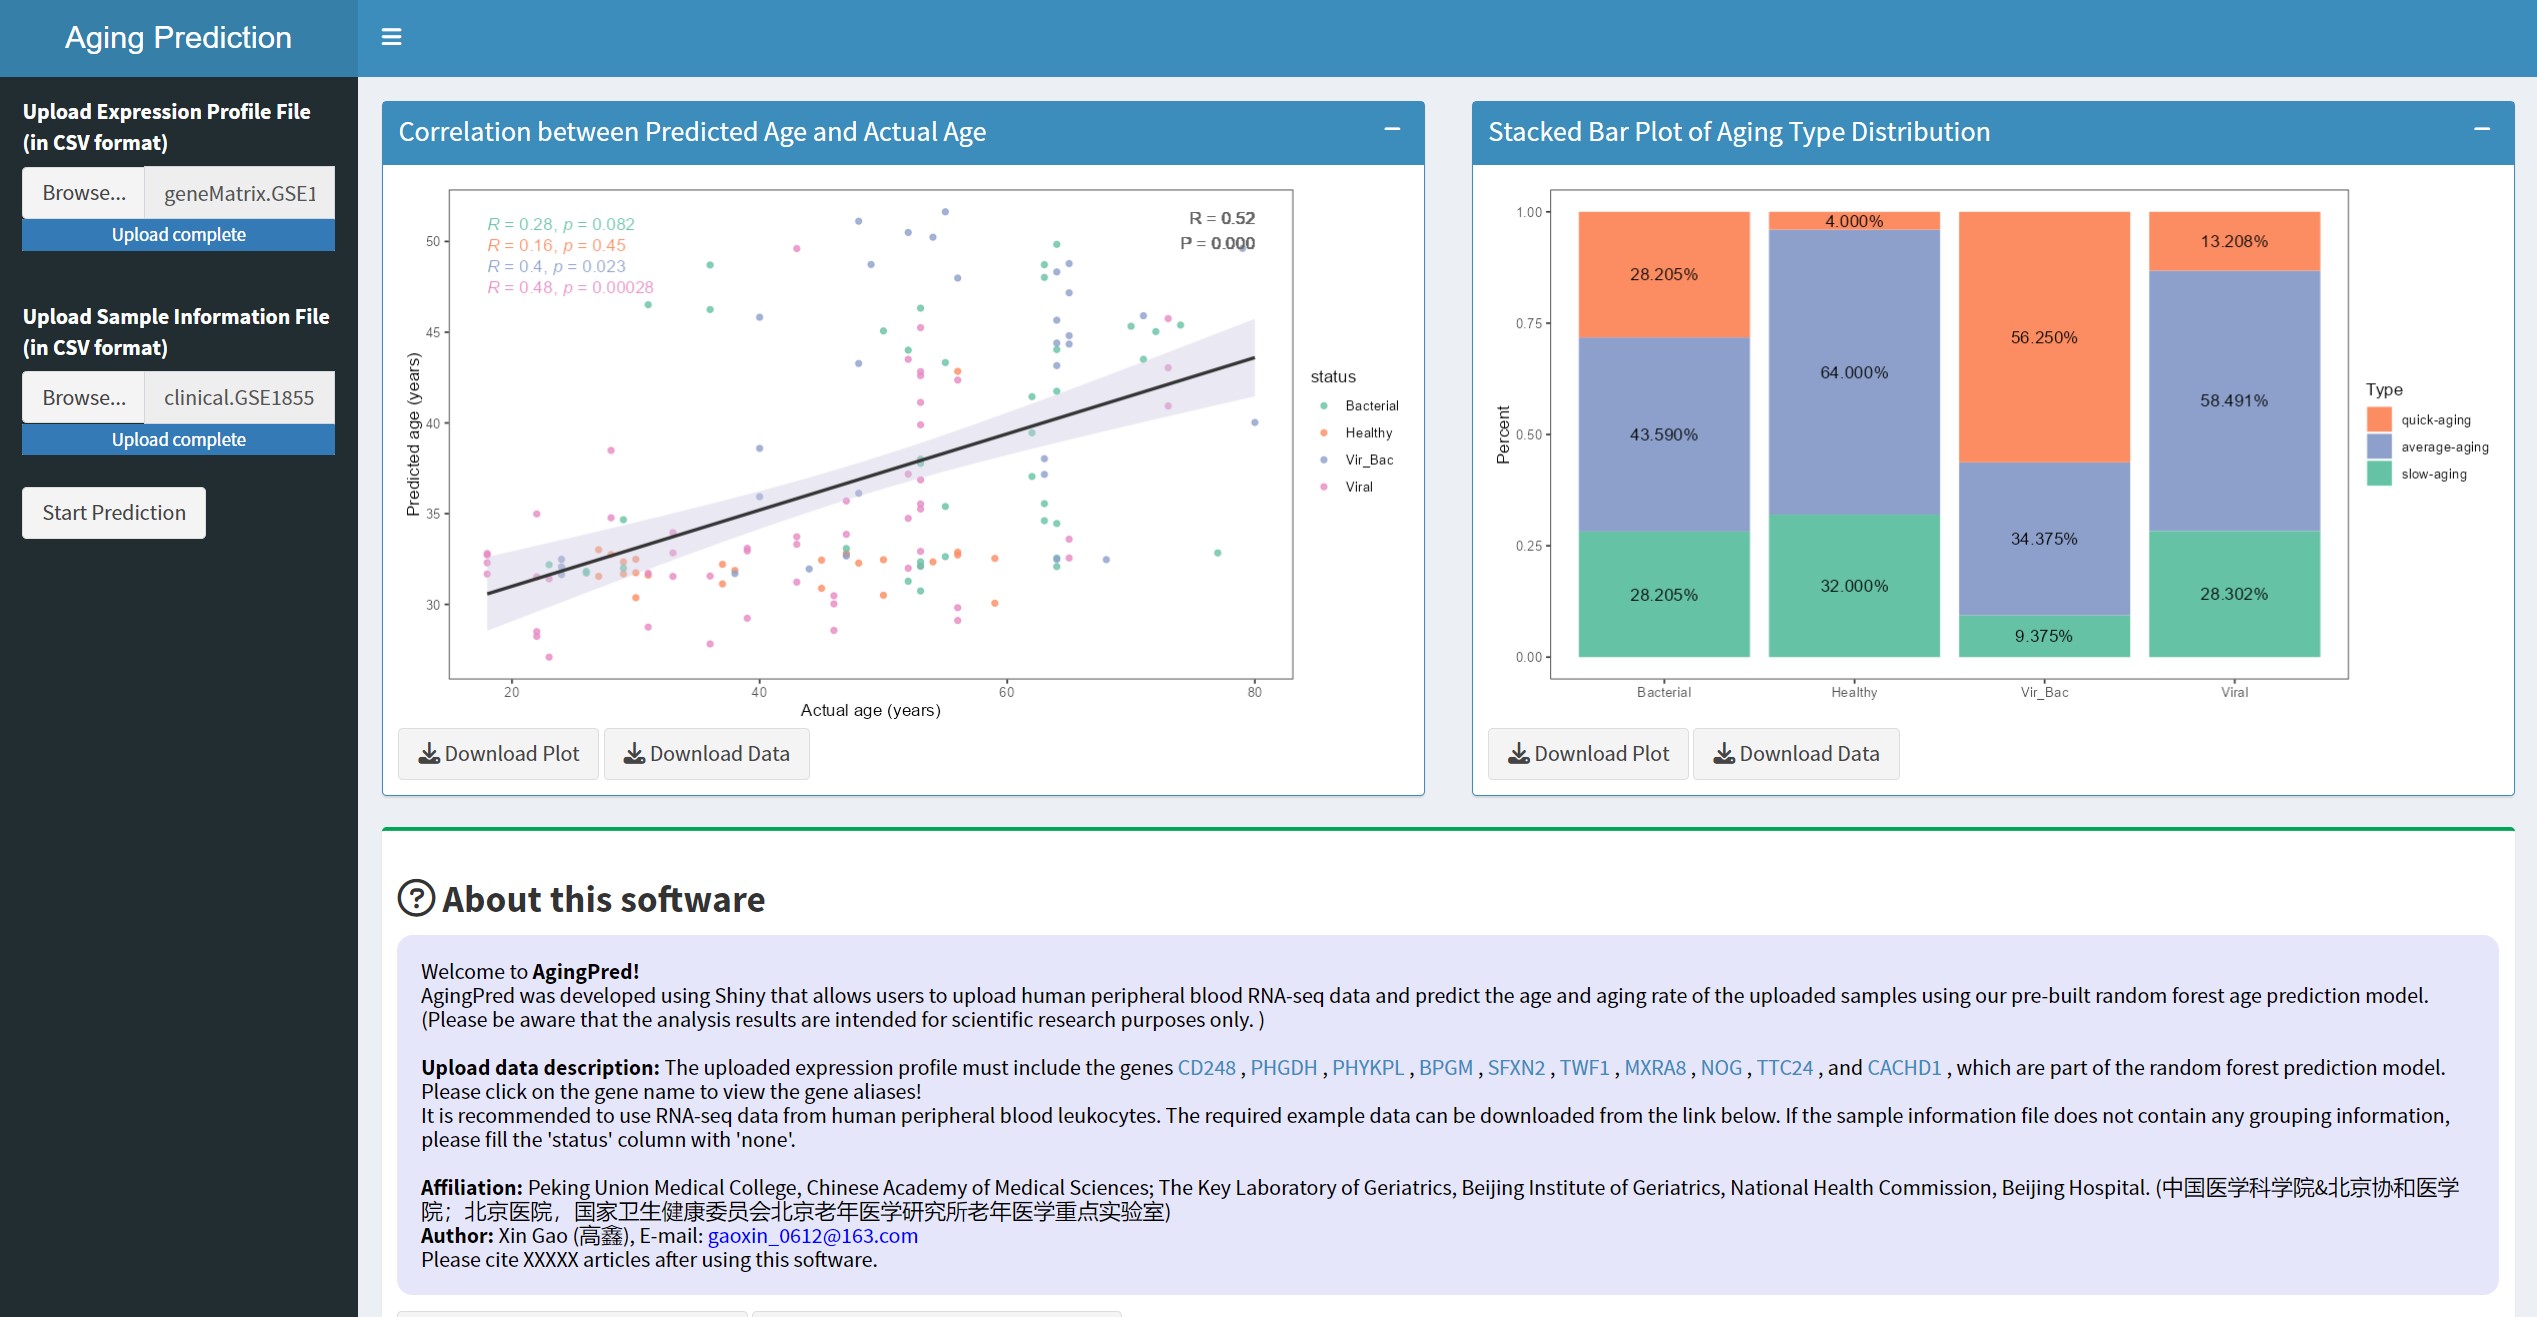 Aging Prediction
Upload Expression Profile File
(in CSV format)
Browse...
geneMatrix.GSE1
Upload complete
Upload Sample Information File
(in CSV format)
Browse...
clinical.GSE1855
Upload complete
Start Prediction
Correlation between Predicted Age and Actual Age
R = 0.28, p = 0.082
R = 0.16, p = 0.45
R = 0.4, p = 0.023
R = 0.48, p = 0.00028
R = 0.52
P = 0.000
Predicted age (years)
50
45
40
35
30
20
40
60
80
Actual age (years)
status
Bacterial
Healthy
Vir_Bac
Viral
Download Plot
Download Data
Stacked Bar Plot of Aging Type Distribution
Percent
1.00
0.75
0.50
0.25
0.00
28.205%
43.590%
28.205%
4.000%
64.000%
32.000%
56.250%
34.375%
9.375%
13.208%
58.491%
28.302%
Bacterial
Healthy
Vir_Bac
Viral
Type
quick-aging
average-aging
slow-aging
Download Plot
Download Data
About this software
Welcome to AgingPred!
AgingPred was developed using Shiny that allows users to upload human peripheral blood RNA-seq data and predict the age and aging rate of the uploaded samples using our pre-built random forest age prediction model.
(Please be aware that the analysis results are intended for scientific research purposes only. )
Upload data description: The uploaded expression profile must include the genes CD248 , PHGDH , PHYKPL , BPGM , SFXN2 , TWF1 , MXRA8 , NOG , TTC24 , and CACHD1 , which are part of the random forest prediction model.
Please click on the gene name to view the gene aliases!
It is recommended to use RNA-seq data from human peripheral blood leukocytes. The required example data can be downloaded from the link below. If the sample information file does not contain any grouping information,
please fill the 'status' column with 'none'.
Affiliation: Peking Union Medical College, Chinese Academy of Medical Sciences; The Key Laboratory of Geriatrics, Beijing Institute of Geriatrics, National Health Commission, Beijing Hospital. (中国医学科学院&北京协和医学
院；北京医院，国家卫生健康委员会北京老年医学研究所老年医学重点实验室)
Author: Xin Gao (高鑫), E-mail: gaoxin_0612@163.com
Please cite XXXXX articles after using this software.